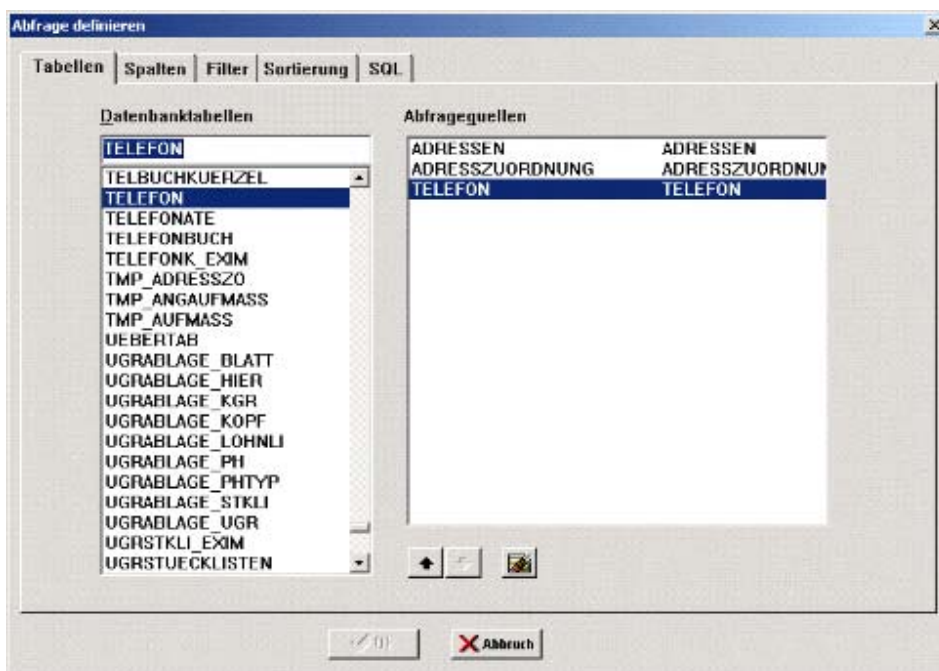 Abfrage definieren
Tabellen Spalten Filter Sortierung SQL
Datenbanktabellen
TELEFON
TELBUCHKUERZEL
TELEFON
TELEFONATE
TELEFONBUCH
TELEFONK_EXIM
TMP_ADRESSZO
TMP_ANGAUFMASS
TMP_AUFMASS
UEBERTAB
UGRABLAGE_BLATT
UGRABLAGE_HIER
UGRABLAGE_KGR
UGRABLAGE_KOPF
UGRABLAGE_LOHNLI
UGRABLAGE_PH
UGRABLAGE_PHTYP
UGRABLAGE_STKLI
UGRABLAGE_UGR
UGRSTKLI_EXIM
UGRSTUECKLISTEN
Abfragequellen
ADRESSEN ADRESSEN
ADRESSZUORDNUNG ADRESSZUORDNUN
TELEFON TELEFON
Abbruch